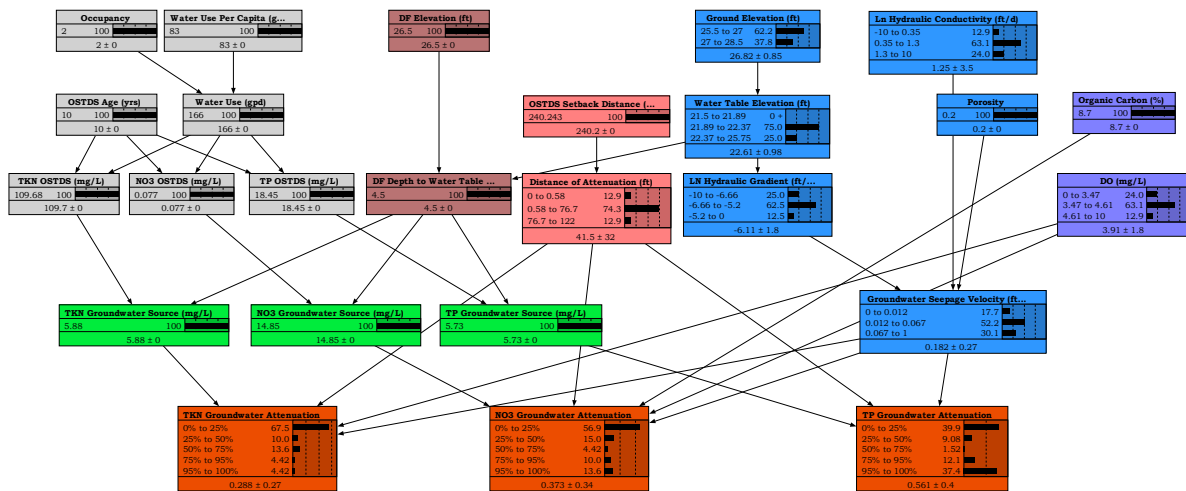 Occupancy
2 100
2 ± 0
Water Use Per Capita (g...
83 100
83 ± 0
DF Elevation (ft)
26.5 100
26.5 ± 0
Ground Elevation (ft)
25.5 to 27 62.2
27 to 28.5 37.8
26.82 ± 0.85
Ln Hydraulic Conductivity (ft/d)
-10 to 0.35 12.9
0.35 to 1.3 63.1
1.3 to 10 24.0
1.25 ± 3.5
OSTDS Age (yrs)
10 100
10 ± 0
Water Use (gpd)
166 100
166 ± 0
OSTDS Setback Distance (...
240.243 100
240.2 ± 0
Water Table Elevation (ft)
21.5 to 21.89 0 +
21.89 to 22.37 75.0
22.37 to 25.75 25.0
22.61 ± 0.98
Porosity
0.2 100
0.2 ± 0
Organic Carbon (%)
8.7 100
8.7 ± 0
TKN OSTDS (mg/L)
109.68 100
109.7 ± 0
NO3 OSTDS (mg/L)
0.077 100
0.077 ± 0
TP OSTDS (mg/L)
18.45 100
18.45 ± 0
DF Depth to Water Table ...
4.5 100
4.5 ± 0
Distance of Attenuation (ft)
0 to 0.58 12.9
0.58 to 76.7 74.3
76.7 to 122 12.9
41.5 ± 32
LN Hydraulic Gradient (ft/...
-10 to -6.66 25.0
-6.66 to -5.2 62.5
-5.2 to 0 12.5
-6.11 ± 1.8
DO (mg/L)
0 to 3.47 24.0
3.47 to 4.61 63.1
4.61 to 10 12.9
3.91 ± 1.8
TKN Groundwater Source (mg/L)
5.88 100
5.88 ± 0
NO3 Groundwater Source (mg/L)
14.85 100
14.85 ± 0
TP Groundwater Source (mg/L)
5.73 100
5.73 ± 0
Groundwater Seepage Velocity (ft...
0 to 0.012 17.7
0.012 to 0.067 52.2
0.067 to 1 30.1
0.182 ± 0.27
TKN Groundwater Attenuation
0% to 25% 67.5
25% to 50% 10.0
50% to 75% 13.6
75% to 95% 4.42
95% to 100% 4.42
0.288 ± 0.27
NO3 Groundwater Attenuation
0% to 25% 56.9
25% to 50% 15.0
50% to 75% 4.42
75% to 95% 10.0
95% to 100% 13.6
0.373 ± 0.34
TP Groundwater Attenuation
0% to 25% 39.9
25% to 50% 9.08
50% to 75% 1.52
75% to 95% 12.1
95% to 100% 37.4
0.561 ± 0.4